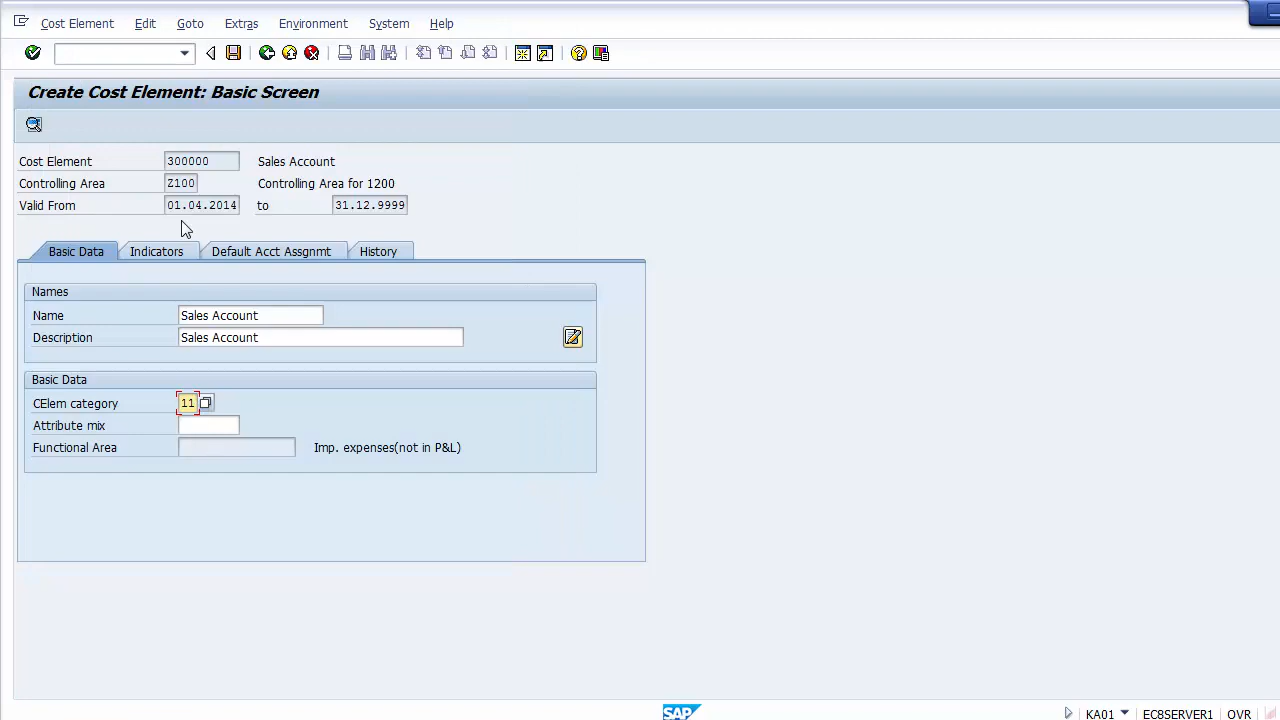 Cost Element Edit Goto Extras Environment System Help
Create Cost Element: Basic Screen
Cost Element 300000 Sales Account
Controlling Area Z100 Controlling Area for 1200
Valid From 01.04.2014 to 31.12.9999
Basic Data Indicators Default Acct Assgnmt History
Names
Name Sales Account
Description Sales Account
Basic Data
CElem category 11
Attribute mix
Functional Area Imp. expenses(not in P&L)
SAP KA01 EC8SERVER1 OVR